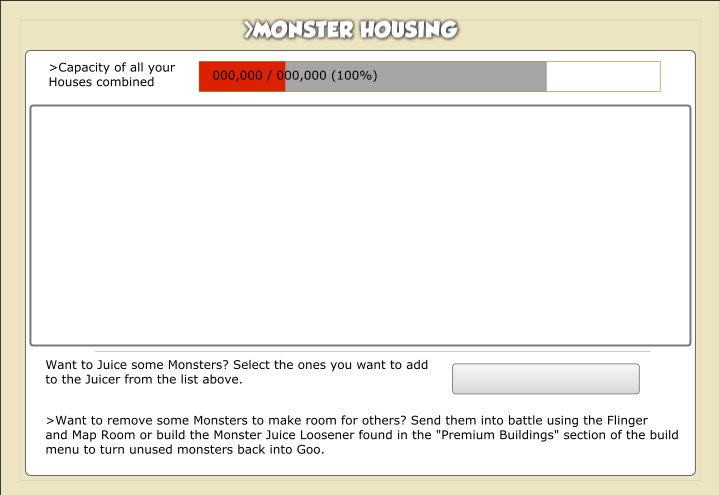 >MONSTER HOUSING
>Capacity of all your
Houses combined
000,000 / 000,000 (100%)
Want to Juice some Monsters? Select the ones you want to add
to the Juicer from the list above.
>Want to remove some Monsters to make room for others? Send them into battle using the Flinger
and Map Room or build the Monster Juice Loosener found in the "Premium Buildings" section of the build
menu to turn unused monsters back into Goo.